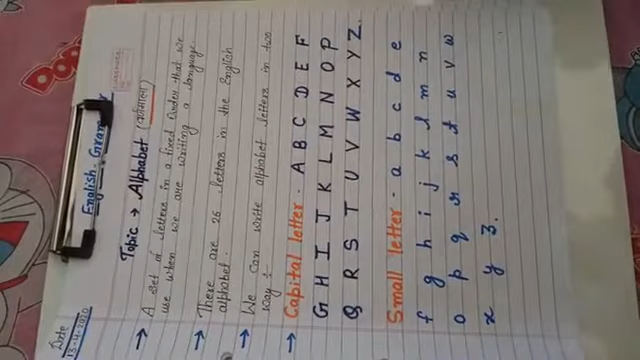 Date
13-4-2020
English Grammar
Topic → Alphabet (वर्णमाला)
→ A set of letters in a fixed order that we
use when we are writing a language.
→ There are 26 letters in the English
alphabet.
→ We can write alphabet letters in two
way :-
→ Capital letter - A B C D E F
G H I J K L M N O P
Q R S T U V W X Y Z.
Small letter - a b c d e
f g h i j k l m n
o p q r s t u v w
x y z.